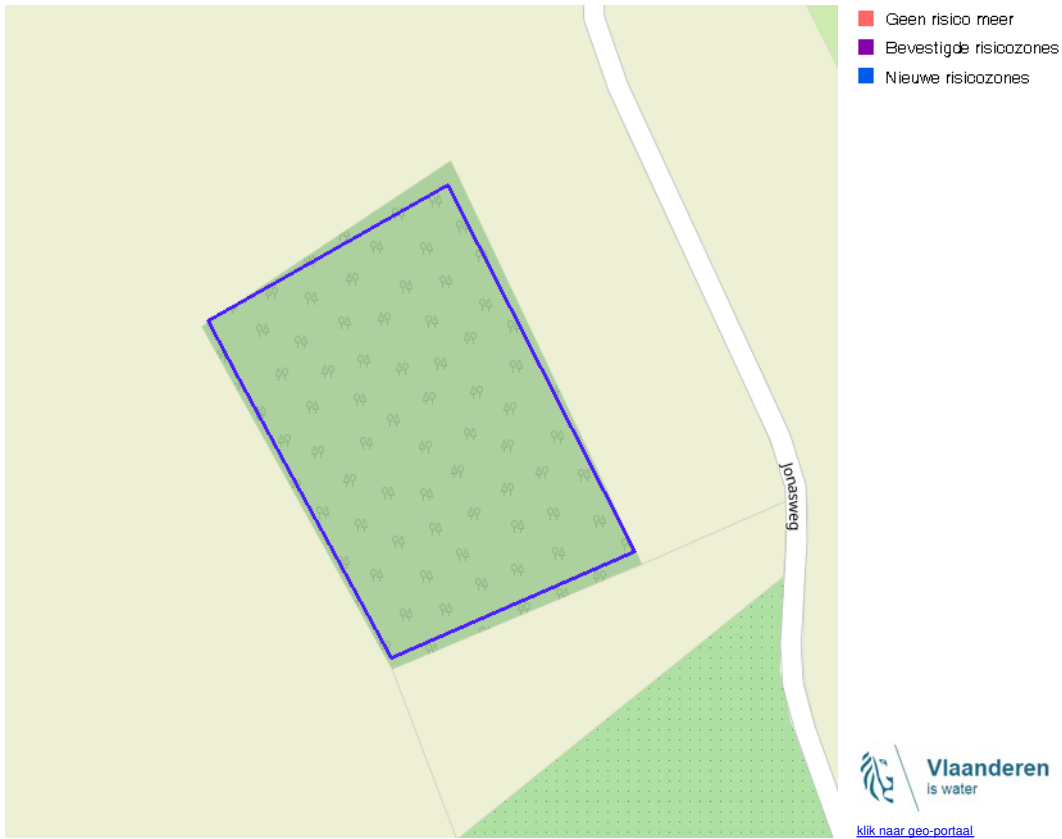 Geen risico meer
Bevestigde risicozones
Nieuwe risicozones
Jonasweg
Vlaanderen
is water
klik naar geo-portaal